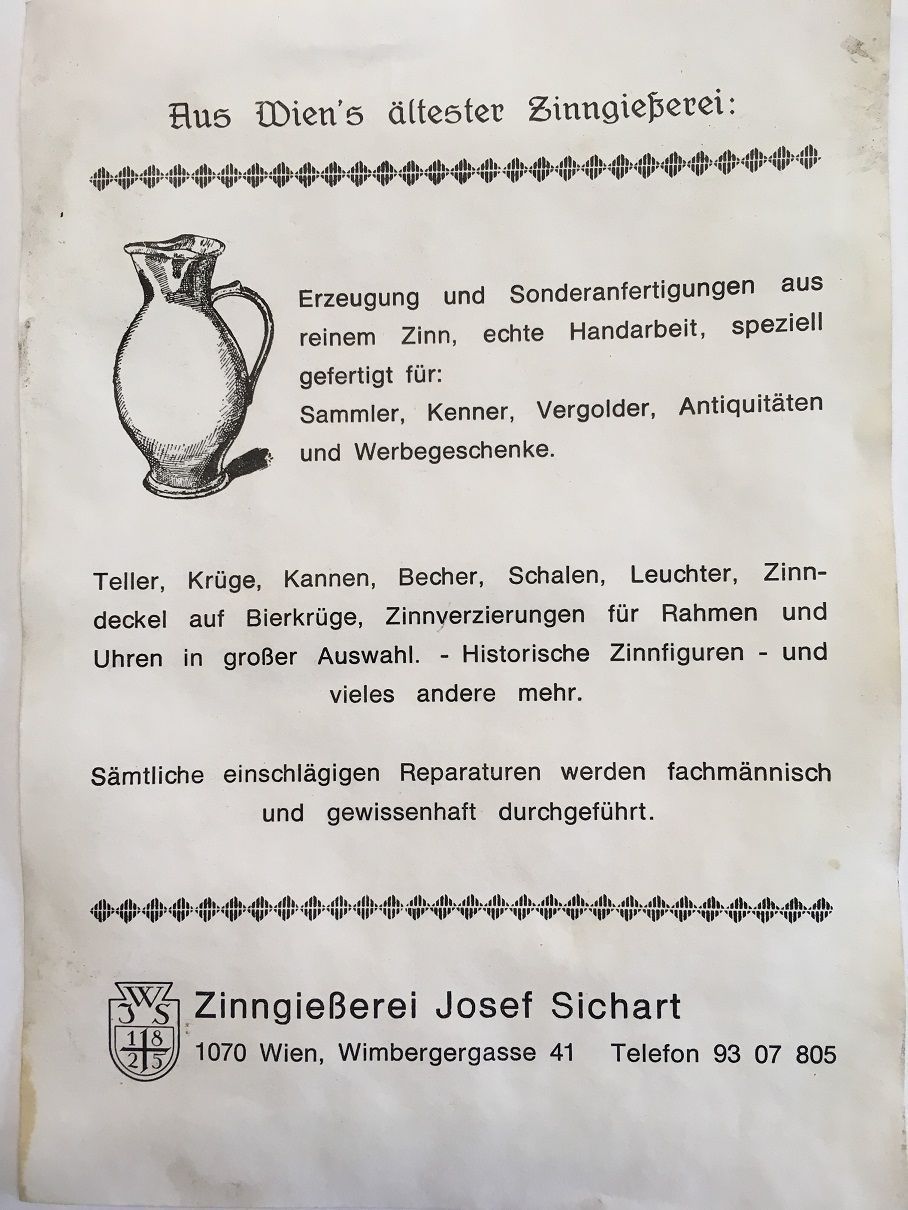 Aus Wien's ältester Zinngießerei:
Erzeugung und Sonderanfertigungen aus
reinem Zinn, echte Handarbeit, speziell
gefertigt für:
Sammler, Kenner, Vergolder, Antiquitäten
und Werbegeschenke.
Teller, Krüge, Kannen, Becher, Schalen, Leuchter, Zinn-
deckel auf Bierkrüge, Zinnverzierungen für Rahmen und
Uhren in großer Auswahl. - Historische Zinnfiguren - und
vieles andere mehr.
Sämtliche einschlägigen Reparaturen werden fachmännisch
und gewissenhaft durchgeführt.
W
JS
18
25
Zinngießerei Josef Sichart
1070 Wien, Wimbergergasse 41 Telefon 93 07 805